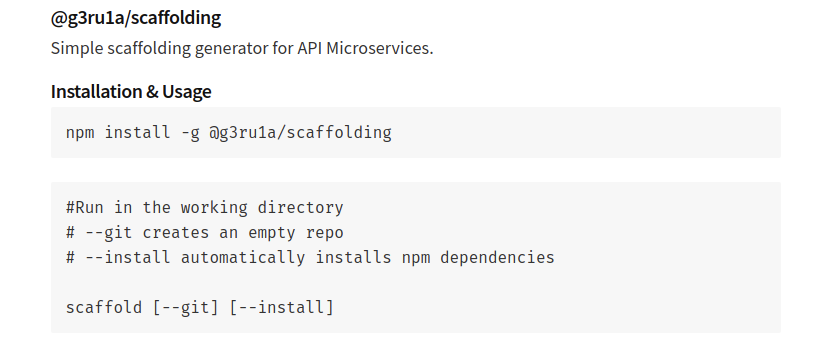 @g3ru1a/scaffolding
Simple scaffolding generator for API Microservices.
Installation & Usage
npm install -g @g3ru1a/scaffolding
#Run in the working directory
# --git creates an empty repo
# --install automatically installs npm dependencies
scaffold [--git] [--install]